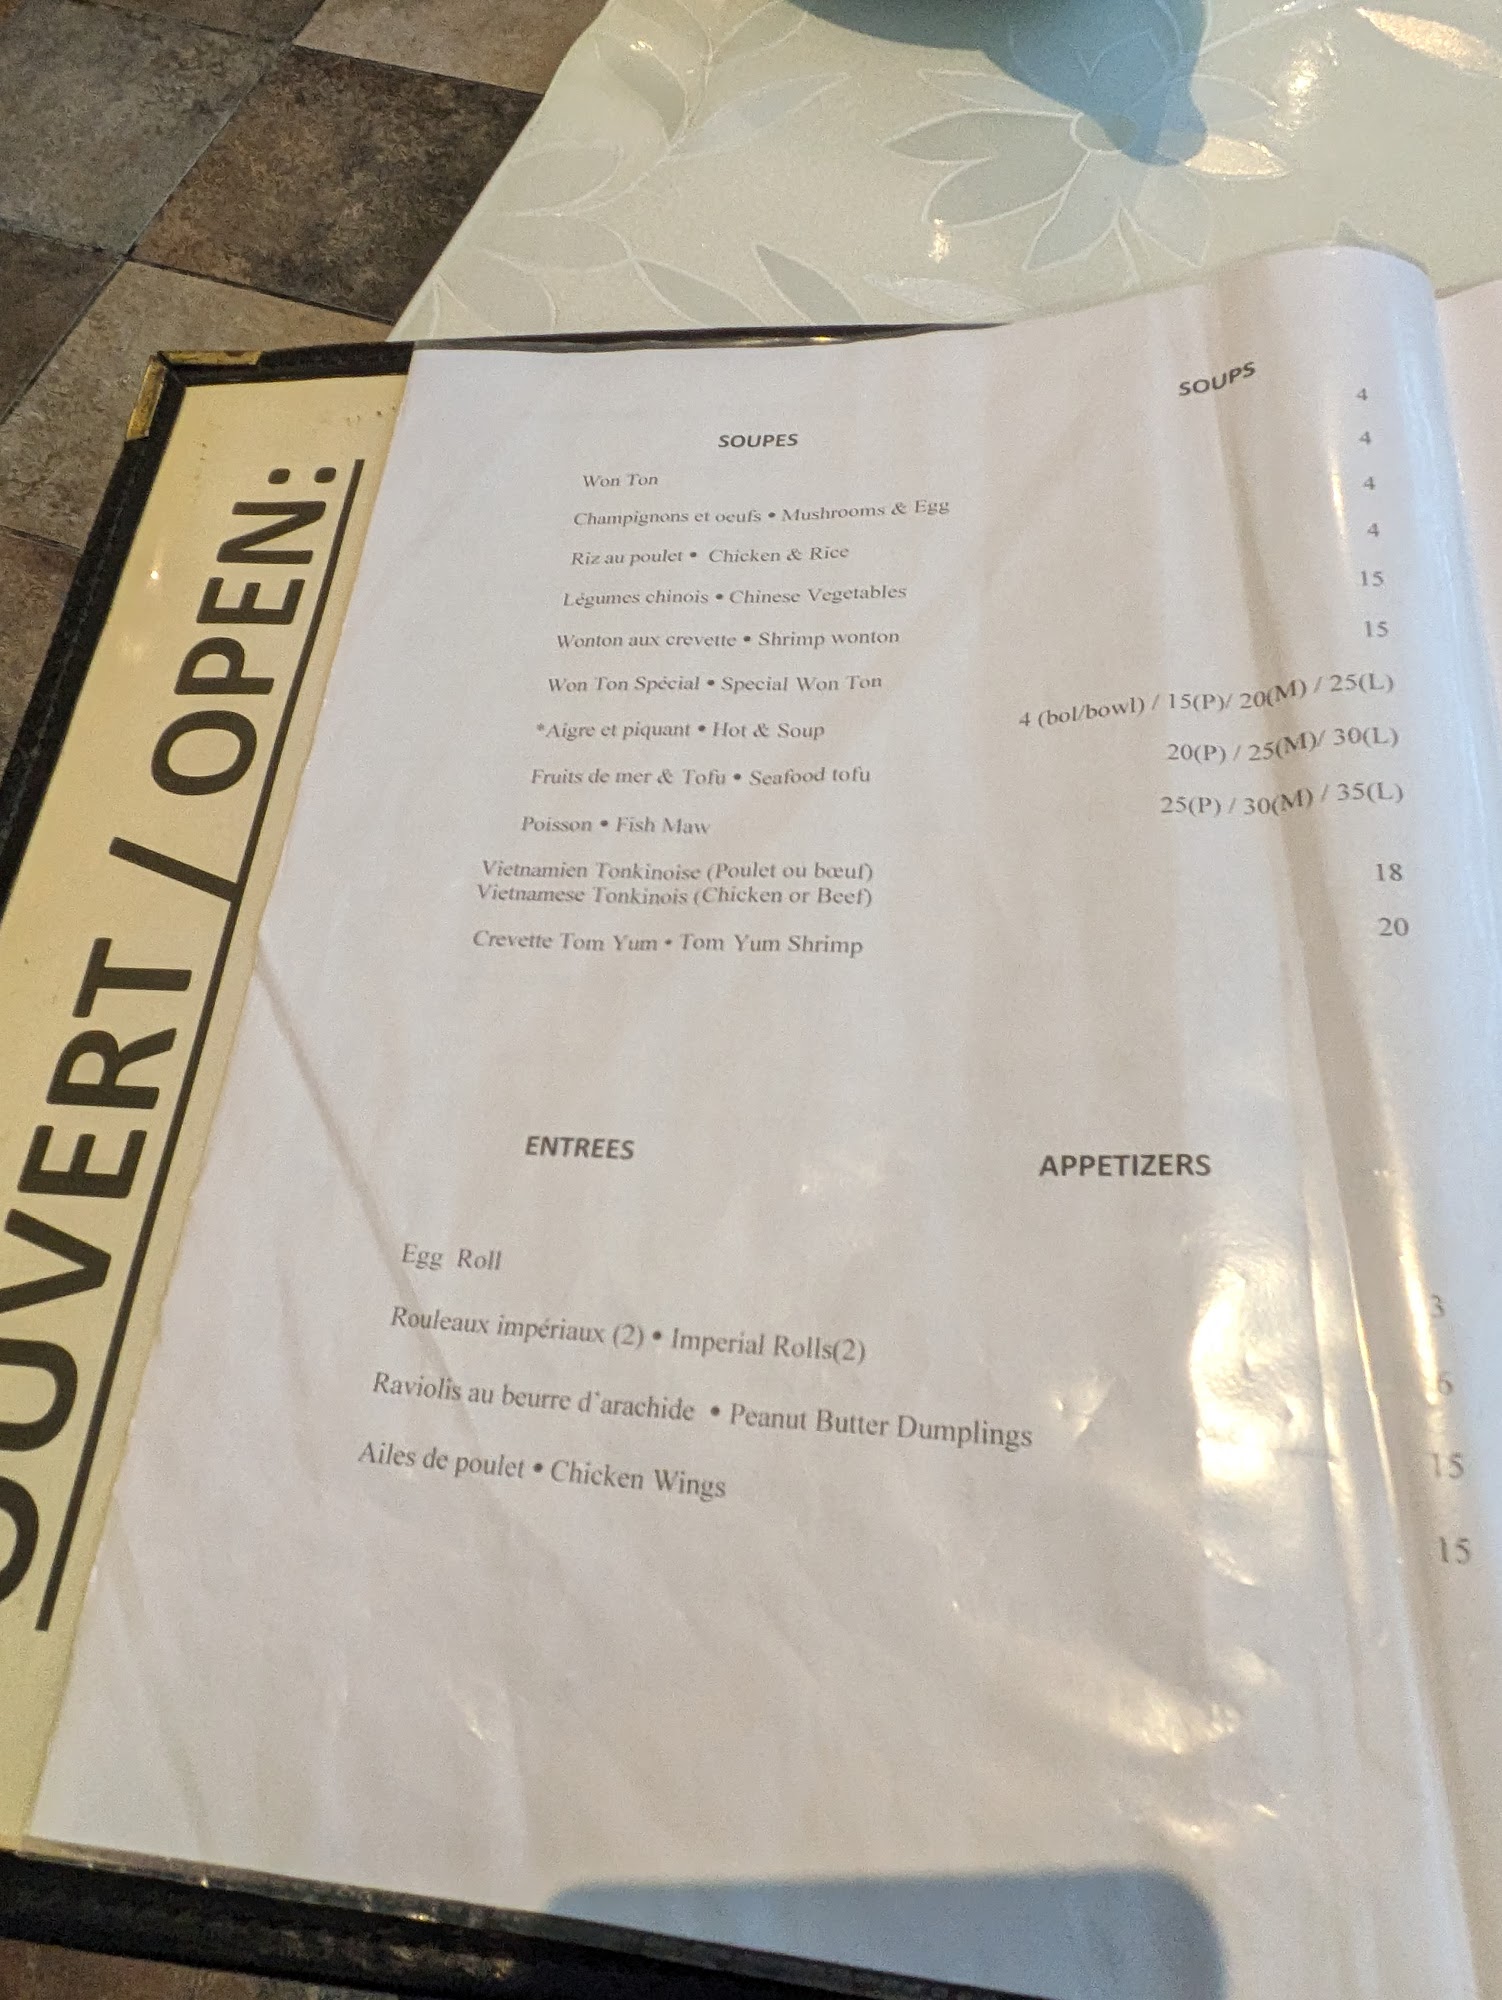 OUVERT / OPEN:
SOUPES SOUPS
Won Ton 4
Champignons et oeufs • Mushrooms & Egg 4
Riz au poulet • Chicken & Rice 4
Légumes chinois • Chinese Vegetables 4
Wonton aux crevette • Shrimp wonton 15
Won Ton Spécial • Special Won Ton 15
*Aigre et piquant • Hot & Soup 4 (bol/bowl) / 15(P)/ 20(M) / 25(L)
Fruits de mer & Tofu • Seafood tofu 20(P) / 25(M)/ 30(L)
Poisson • Fish Maw 25(P) / 30(M) / 35(L)
Vietnamien Tonkinoise (Poulet ou bœuf) 18
Vietnamese Tonkinois (Chicken or Beef)
Crevette Tom Yum • Tom Yum Shrimp 20
ENTREES APPETIZERS
Egg Roll 3
Rouleaux impériaux (2) • Imperial Rolls(2) 6
Raviolis au beurre d'arachide • Peanut Butter Dumplings 15
Ailes de poulet • Chicken Wings 15